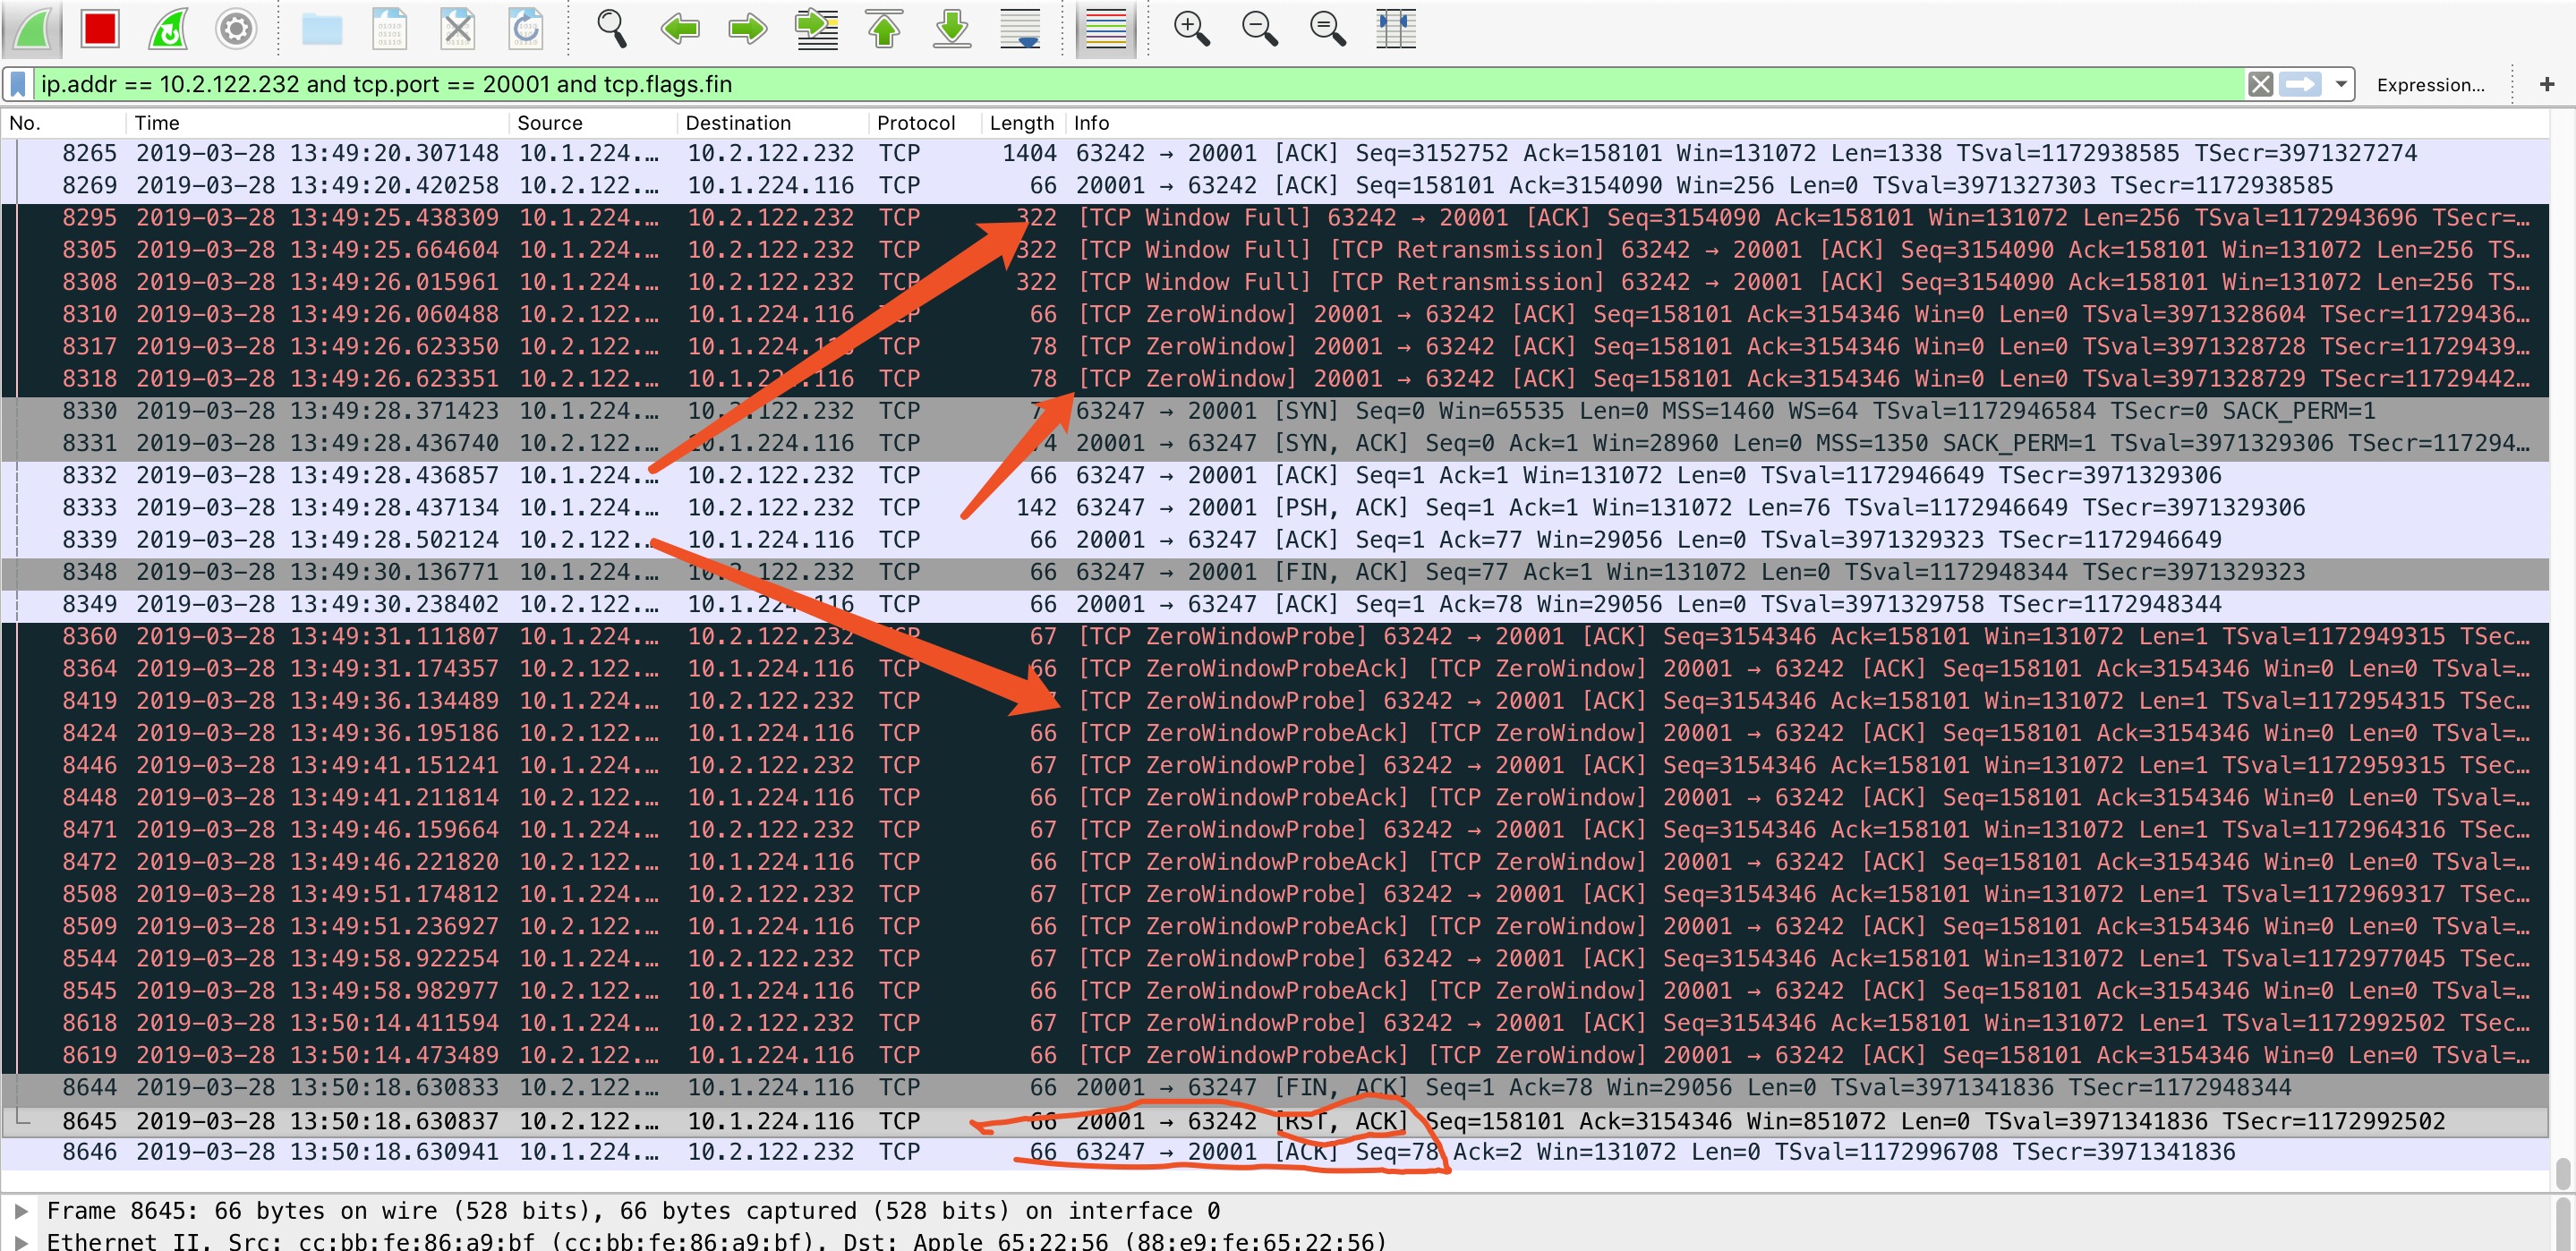 ip.addr == 10.2.122.232 and tcp.port == 20001 and tcp.flags.fin Expression... +
No. Time Source Destination Protocol Length Info
8265 2019-03-28 13:49:20.307148 10.1.224.… 10.2.122.232 TCP 1404 63242 → 20001 [ACK] Seq=3152752 Ack=158101 Win=131072 Len=1338 TSval=1172938585 TSecr=3971327274
8269 2019-03-28 13:49:20.420258 10.2.122.… 10.1.224.116 TCP 66 20001 → 63242 [ACK] Seq=158101 Ack=3154090 Win=256 Len=0 TSval=3971327303 TSecr=1172938585
8295 2019-03-28 13:49:25.438309 10.1.224.… 10.2.122.232 TCP 322 [TCP Window Full] 63242 → 20001 [ACK] Seq=3154090 Ack=158101 Win=131072 Len=256 TSval=1172943696 TSecr=…
8305 2019-03-28 13:49:25.664604 10.1.224.… 10.2.122.232 TCP 322 [TCP Window Full] [TCP Retransmission] 63242 → 20001 [ACK] Seq=3154090 Ack=158101 Win=131072 Len=256 TS…
8308 2019-03-28 13:49:26.015961 10.1.224.… 10.2.122.232 TCP 322 [TCP Window Full] [TCP Retransmission] 63242 → 20001 [ACK] Seq=3154090 Ack=158101 Win=131072 Len=256 TS…
8310 2019-03-28 13:49:26.060488 10.2.122.… 10.1.224.116 TCP 66 [TCP ZeroWindow] 20001 → 63242 [ACK] Seq=158101 Ack=3154346 Win=0 Len=0 TSval=3971328604 TSecr=11729436…
8317 2019-03-28 13:49:26.623350 10.2.122.… 10.1.224.116 TCP 78 [TCP ZeroWindow] 20001 → 63242 [ACK] Seq=158101 Ack=3154346 Win=0 Len=0 TSval=3971328728 TSecr=11729439…
8318 2019-03-28 13:49:26.623351 10.2.122.… 10.1.224.116 TCP 78 [TCP ZeroWindow] 20001 → 63242 [ACK] Seq=158101 Ack=3154346 Win=0 Len=0 TSval=3971328729 TSecr=11729442…
8330 2019-03-28 13:49:28.371423 10.1.224.… 10.2.122.232 TCP 63247 → 20001 [SYN] Seq=0 Win=65535 Len=0 MSS=1460 WS=64 TSval=1172946584 TSecr=0 SACK_PERM=1
8331 2019-03-28 13:49:28.436740 10.2.122.… 10.1.224.116 TCP 74 20001 → 63247 [SYN, ACK] Seq=0 Ack=1 Win=28960 Len=0 MSS=1350 SACK_PERM=1 TSval=3971329306 TSecr=117294…
8332 2019-03-28 13:49:28.436857 10.1.224.… 10.2.122.232 TCP 66 63247 → 20001 [ACK] Seq=1 Ack=1 Win=131072 Len=0 TSval=1172946649 TSecr=3971329306
8333 2019-03-28 13:49:28.437134 10.1.224.… 10.2.122.232 TCP 142 63247 → 20001 [PSH, ACK] Seq=1 Ack=1 Win=131072 Len=76 TSval=1172946649 TSecr=3971329306
8339 2019-03-28 13:49:28.502124 10.2.122.… 10.1.224.116 TCP 66 20001 → 63247 [ACK] Seq=1 Ack=77 Win=29056 Len=0 TSval=3971329323 TSecr=1172946649
8348 2019-03-28 13:49:30.136771 10.1.224.… 10.2.122.232 TCP 66 63247 → 20001 [FIN, ACK] Seq=77 Ack=1 Win=131072 Len=0 TSval=1172948344 TSecr=3971329323
8349 2019-03-28 13:49:30.238402 10.2.122.… 10.1.224.116 TCP 66 20001 → 63247 [ACK] Seq=1 Ack=78 Win=29056 Len=0 TSval=3971329758 TSecr=1172948344
8360 2019-03-28 13:49:31.111807 10.1.224.… 10.2.122.232 TCP 67 [TCP ZeroWindowProbe] 63242 → 20001 [ACK] Seq=3154346 Ack=158101 Win=131072 Len=1 TSval=1172949315 TSec…
8364 2019-03-28 13:49:31.174357 10.2.122.… 10.1.224.116 TCP 66 [TCP ZeroWindowProbeAck] [TCP ZeroWindow] 20001 → 63242 [ACK] Seq=158101 Ack=3154346 Win=0 Len=0 TSval=…
8419 2019-03-28 13:49:36.134489 10.1.224.… 10.2.122.232 TCP 67 [TCP ZeroWindowProbe] 63242 → 20001 [ACK] Seq=3154346 Ack=158101 Win=131072 Len=1 TSval=1172954315 TSec…
8424 2019-03-28 13:49:36.195186 10.2.122.… 10.1.224.116 TCP 66 [TCP ZeroWindowProbeAck] [TCP ZeroWindow] 20001 → 63242 [ACK] Seq=158101 Ack=3154346 Win=0 Len=0 TSval=…
8446 2019-03-28 13:49:41.151241 10.1.224.… 10.2.122.232 TCP 67 [TCP ZeroWindowProbe] 63242 → 20001 [ACK] Seq=3154346 Ack=158101 Win=131072 Len=1 TSval=1172959315 TSec…
8448 2019-03-28 13:49:41.211814 10.2.122.… 10.1.224.116 TCP 66 [TCP ZeroWindowProbeAck] [TCP ZeroWindow] 20001 → 63242 [ACK] Seq=158101 Ack=3154346 Win=0 Len=0 TSval=…
8471 2019-03-28 13:49:46.159664 10.1.224.… 10.2.122.232 TCP 67 [TCP ZeroWindowProbe] 63242 → 20001 [ACK] Seq=3154346 Ack=158101 Win=131072 Len=1 TSval=1172964316 TSec…
8472 2019-03-28 13:49:46.221820 10.2.122.… 10.1.224.116 TCP 66 [TCP ZeroWindowProbeAck] [TCP ZeroWindow] 20001 → 63242 [ACK] Seq=158101 Ack=3154346 Win=0 Len=0 TSval=…
8508 2019-03-28 13:49:51.174812 10.1.224.… 10.2.122.232 TCP 67 [TCP ZeroWindowProbe] 63242 → 20001 [ACK] Seq=3154346 Ack=158101 Win=131072 Len=1 TSval=1172969317 TSec…
8509 2019-03-28 13:49:51.236927 10.2.122.… 10.1.224.116 TCP 66 [TCP ZeroWindowProbeAck] [TCP ZeroWindow] 20001 → 63242 [ACK] Seq=158101 Ack=3154346 Win=0 Len=0 TSval=…
8544 2019-03-28 13:49:58.922254 10.1.224.… 10.2.122.232 TCP 67 [TCP ZeroWindowProbe] 63242 → 20001 [ACK] Seq=3154346 Ack=158101 Win=131072 Len=1 TSval=1172977045 TSec…
8545 2019-03-28 13:49:58.982977 10.2.122.… 10.1.224.116 TCP 66 [TCP ZeroWindowProbeAck] [TCP ZeroWindow] 20001 → 63242 [ACK] Seq=158101 Ack=3154346 Win=0 Len=0 TSval=…
8618 2019-03-28 13:50:14.411594 10.1.224.… 10.2.122.232 TCP 67 [TCP ZeroWindowProbe] 63242 → 20001 [ACK] Seq=3154346 Ack=158101 Win=131072 Len=1 TSval=1172992502 TSec…
8619 2019-03-28 13:50:14.473489 10.2.122.… 10.1.224.116 TCP 66 [TCP ZeroWindowProbeAck] [TCP ZeroWindow] 20001 → 63242 [ACK] Seq=158101 Ack=3154346 Win=0 Len=0 TSval=…
8644 2019-03-28 13:50:18.630833 10.2.122.… 10.1.224.116 TCP 66 20001 → 63247 [FIN, ACK] Seq=1 Ack=78 Win=29056 Len=0 TSval=3971341836 TSecr=1172948344
8645 2019-03-28 13:50:18.630837 10.2.122.… 10.1.224.116 TCP 66 20001 → 63242 [RST, ACK] Seq=158101 Ack=3154346 Win=851072 Len=0 TSval=3971341836 TSecr=1172992502
8646 2019-03-28 13:50:18.630941 10.1.224.… 10.2.122.232 TCP 66 63247 → 20001 [ACK] Seq=78 Ack=2 Win=131072 Len=0 TSval=1172996708 TSecr=3971341836
Frame 8645: 66 bytes on wire (528 bits), 66 bytes captured (528 bits) on interface 0
Ethernet II, Src: cc:bb:fe:86:a9:bf (cc:bb:fe:86:a9:bf), Dst: Apple_65:22:56 (88:e9:fe:65:22:56)